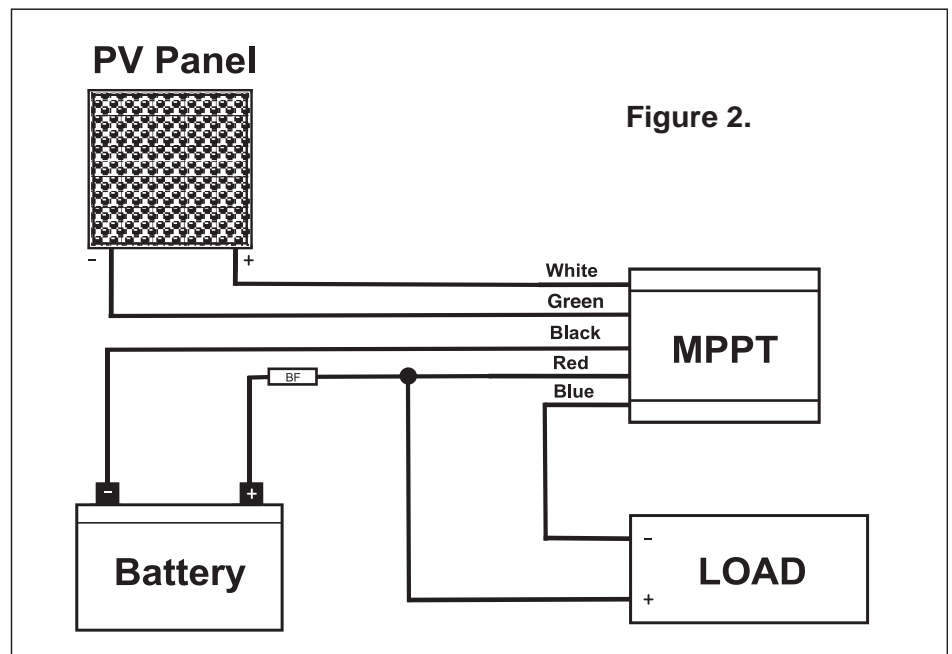 PV Panel
Figure 2.
- +
White
Green
Black
Red
Blue
MPPT
BF
- +
Battery
-
LOAD
+